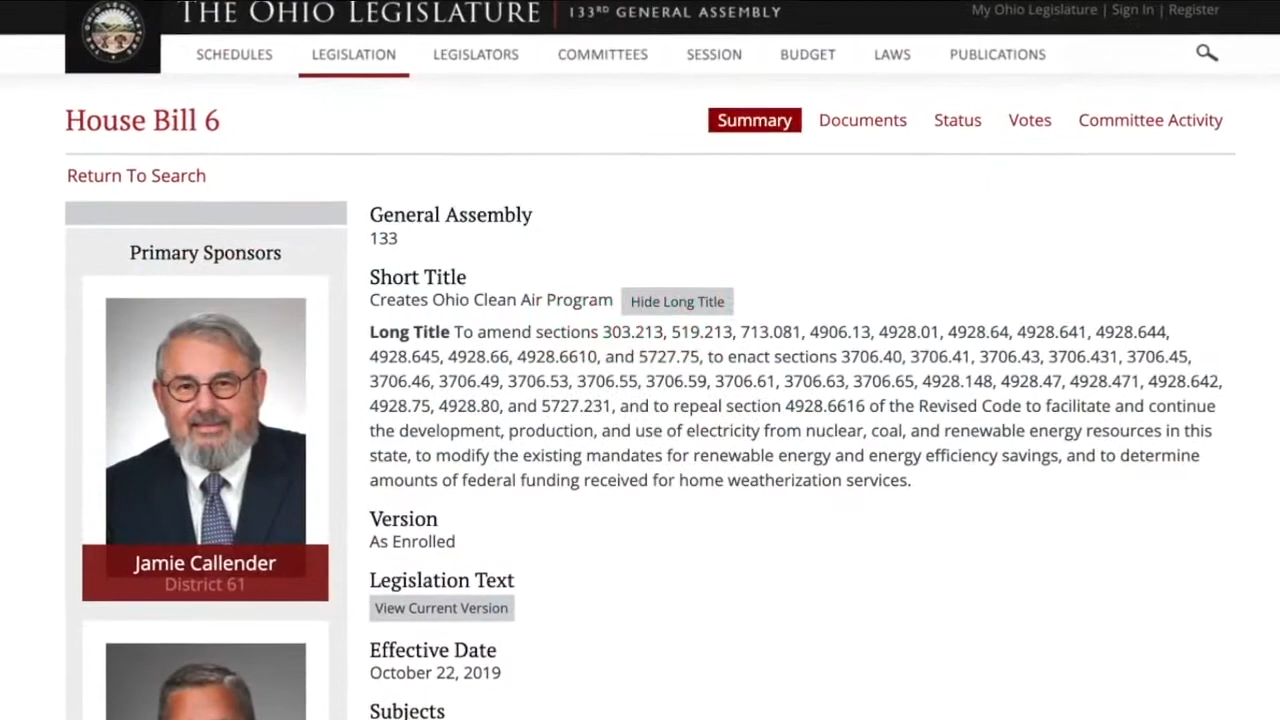 THE OHIO LEGISLATURE
133RD GENERAL ASSEMBLY
My Ohio Legislature | Sign In | Register
SCHEDULES LEGISLATION LEGISLATORS COMMITTEES SESSION BUDGET LAWS PUBLICATIONS
House Bill 6
Summary Documents Status Votes Committee Activity
Return To Search
Primary Sponsors
Jamie Callender
District 61
General Assembly
133
Short Title
Creates Ohio Clean Air Program Hide Long Title
Long Title To amend sections 303.213, 519.213, 713.081, 4906.13, 4928.01, 4928.64, 4928.641, 4928.644,
4928.645, 4928.66, 4928.6610, and 5727.75, to enact sections 3706.40, 3706.41, 3706.43, 3706.431, 3706.45,
3706.46, 3706.49, 3706.53, 3706.55, 3706.59, 3706.61, 3706.63, 3706.65, 4928.148, 4928.47, 4928.471, 4928.642,
4928.75, 4928.80, and 5727.231, and to repeal section 4928.6616 of the Revised Code to facilitate and continue
the development, production, and use of electricity from nuclear, coal, and renewable energy resources in this
state, to modify the existing mandates for renewable energy and energy efficiency savings, and to determine
amounts of federal funding received for home weatherization services.
Version
As Enrolled
Legislation Text
View Current Version
Effective Date
October 22, 2019
Subjects